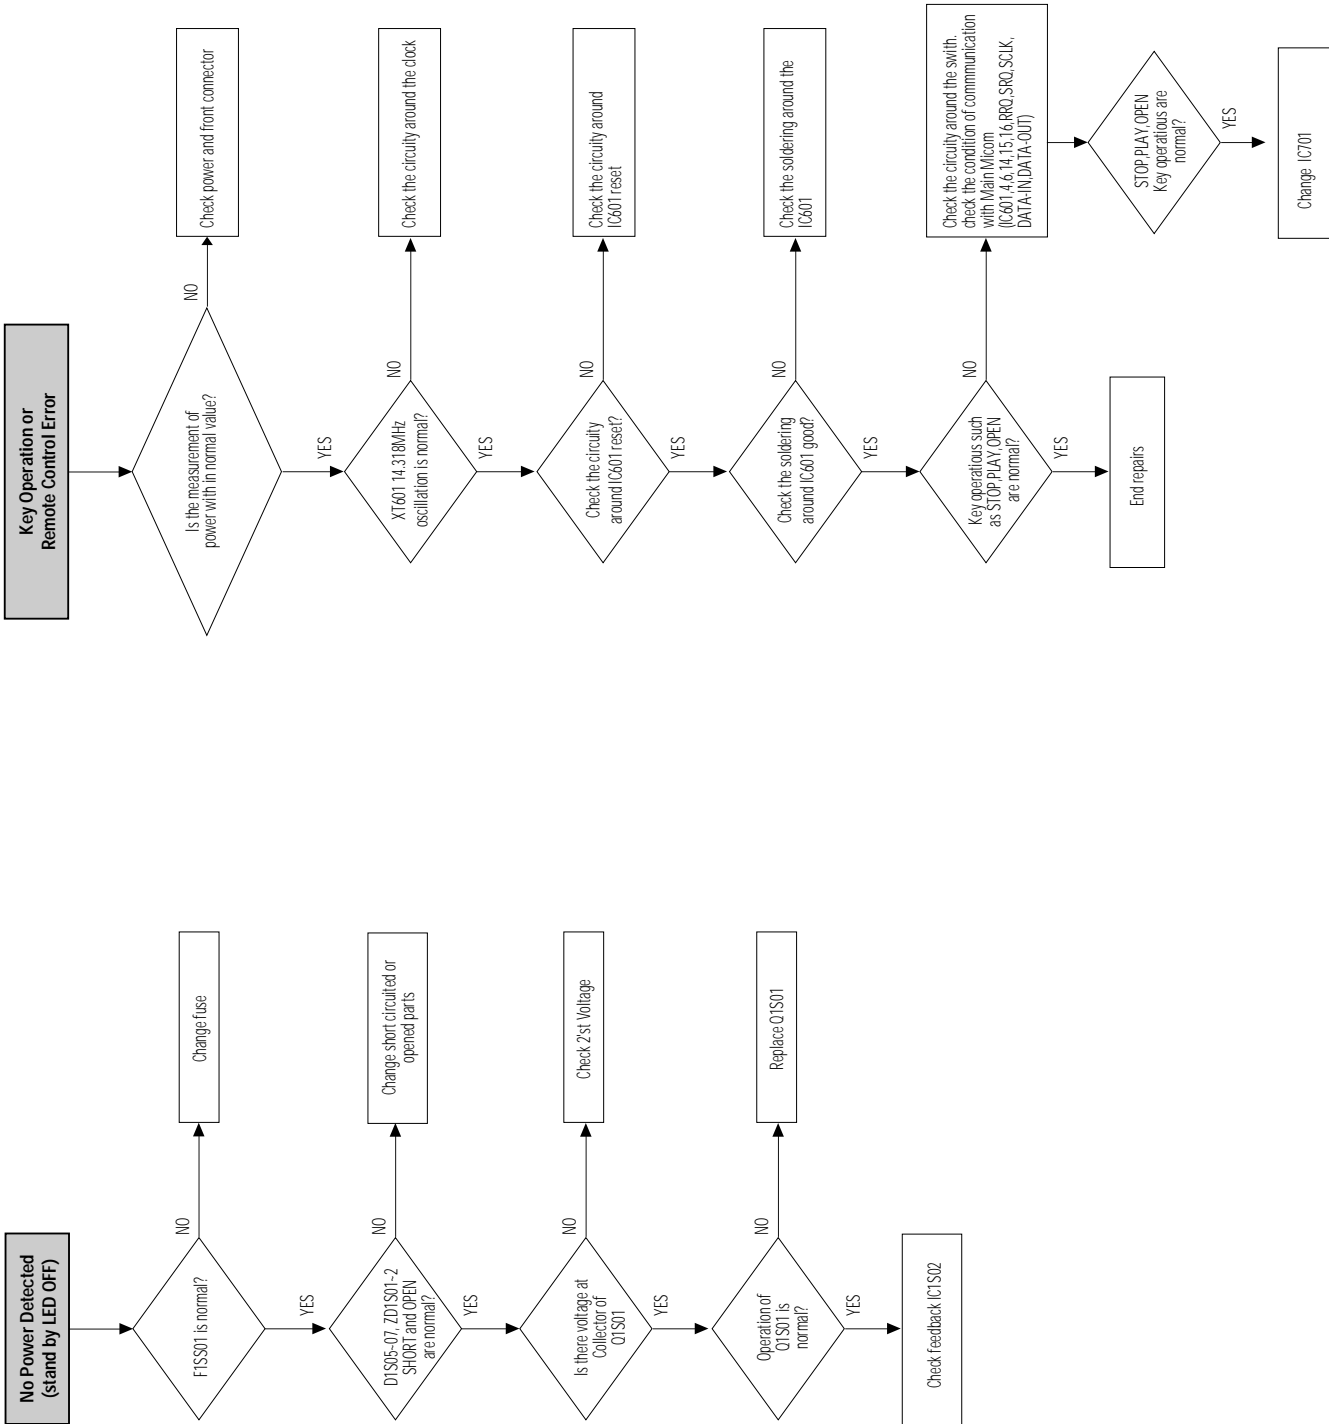 Key Operation or
Remote Control Error
Is the measurement of
power with in normal value?
NO
Check power and front connector
YES
XT601 14.318MHz
oscillation is normal?
NO
Check the circuity around the clock
YES
Check the circuity
around IC601 reset?
NO
Check the circuity around
IC601 reset
YES
Check the soldering
around IC601 good?
NO
Check the soldering around the
IC601
YES
Key operatious such
as STOP,PLAY,OPEN
are normal?
NO
Check the circuity around the swith.
check the condition of commmunication
with Main Micom
(IC601,4,6,14,15,16,RRQ,SRQ,SCLK,
DATA-IN,DATA-OUT)
YES
End repairs
STOP,PLAY,OPEN
Key operatious are
normal?
YES
Change IC701
No Power Detected
(stand by LED OFF)
F1SS01 is normal?
NO
Change fuse
YES
D1S05~07, ZD1S01~2
SHORT and OPEN
are normal?
NO
Change short circuited or
opened parts
YES
Is there voltage at
Collector of
Q1S01
NO
Check 2'st Voltage
YES
Operation of
Q1S01 is
normal?
NO
Replace Q1S01
YES
Check feedback IC1S02